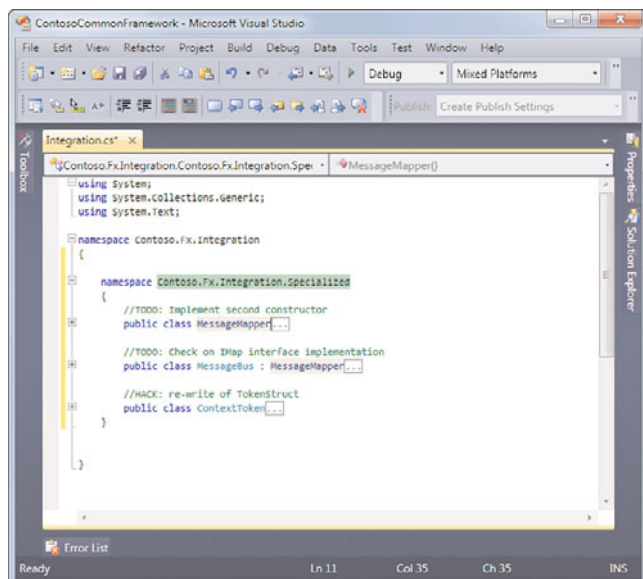 ContosoCommonFramework - Microsoft Visual Studio
File Edit View Refactor Project Build Debug Data Tools Test Window Help
Debug Mixed Platforms
Publish: Create Publish Settings
Toolbox
Integration.cs*
Contoso.Fx.Integration.Contoso.Fx.Integration.Spe
MessageMapper()
using System;
using System.Collections.Generic;
using System.Text;
namespace Contoso.Fx.Integration
{
namespace Contoso.Fx.Integration.Specialized
{
//TODO: Implement second constructor
public class MessageMapper...
//TODO: Check on IMap interface implementation
public class MessageBus : MessageMapper...
//HACK: re-write of TokenStruct
public class ContextToken...
}
}
Properties
Solution Explorer
Error List
Ready Ln 11 Col 35 Ch 35 INS